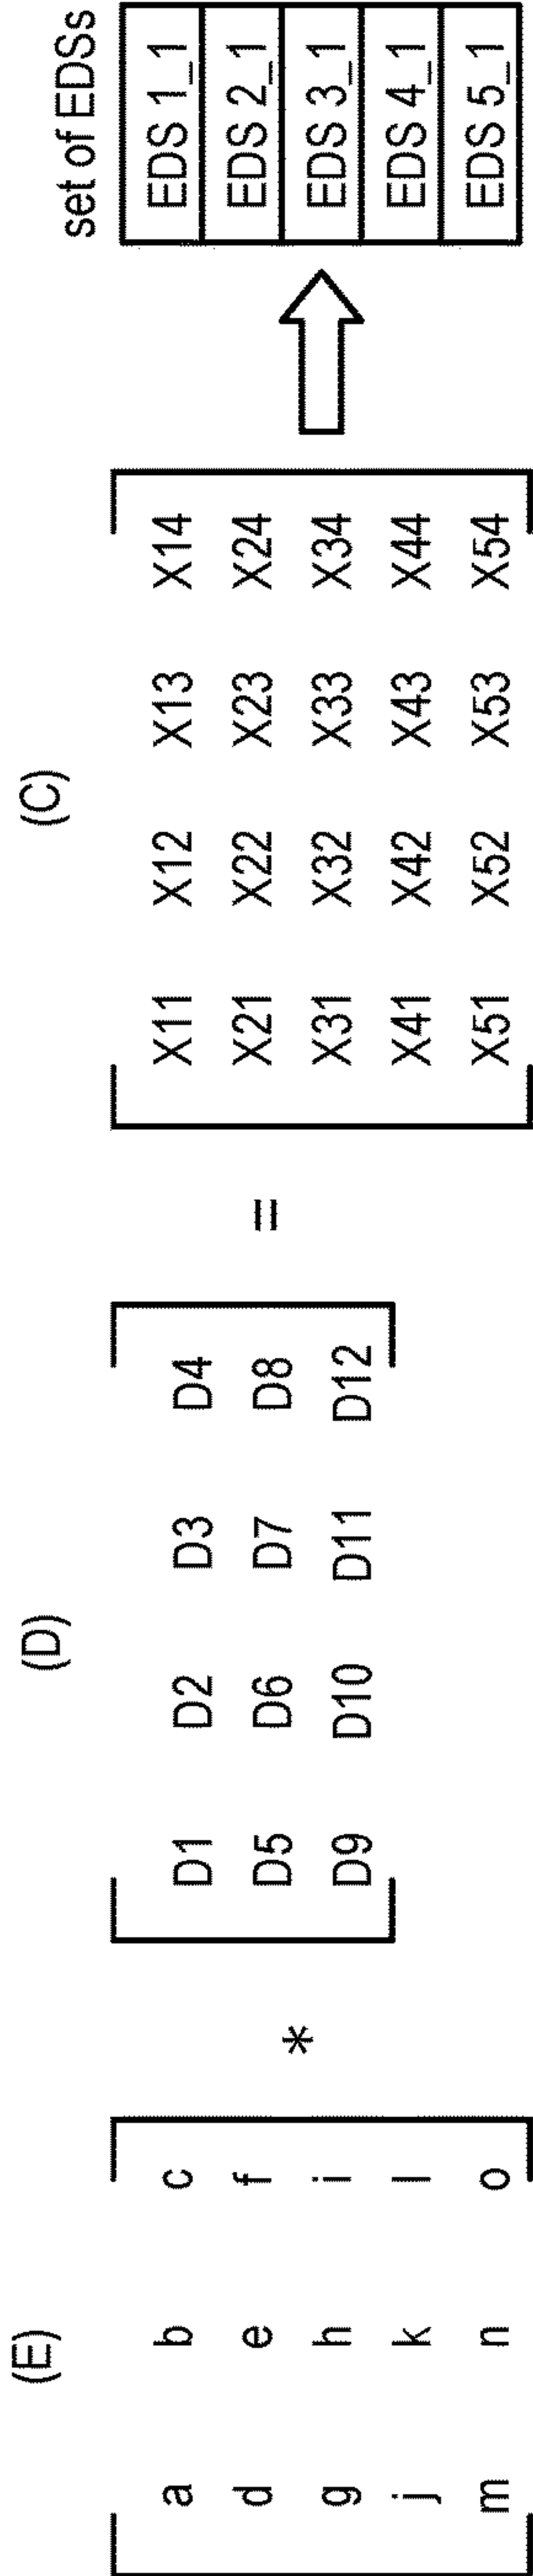 (E) (D) (C) set of EDSs
a b c
d e f
g h i
j k l
m n o
*
D1 D2 D3 D4
D5 D6 D7 D8
D9 D10 D11 D12
=
X11 X12 X13 X14
X21 X22 X23 X24
X31 X32 X33 X34
X41 X42 X43 X44
X51 X52 X53 X54
EDS 1_1
EDS 2_1
EDS 3_1
EDS 4_1
EDS 5_1